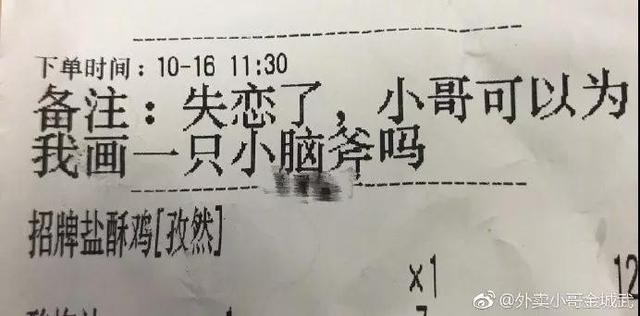 下单时间：10-16 11:30
备注：失恋了，小哥可以为
我画一只小脑斧吗
招牌盐酥鸡[孜然]
×1 12
@外卖小哥金城武